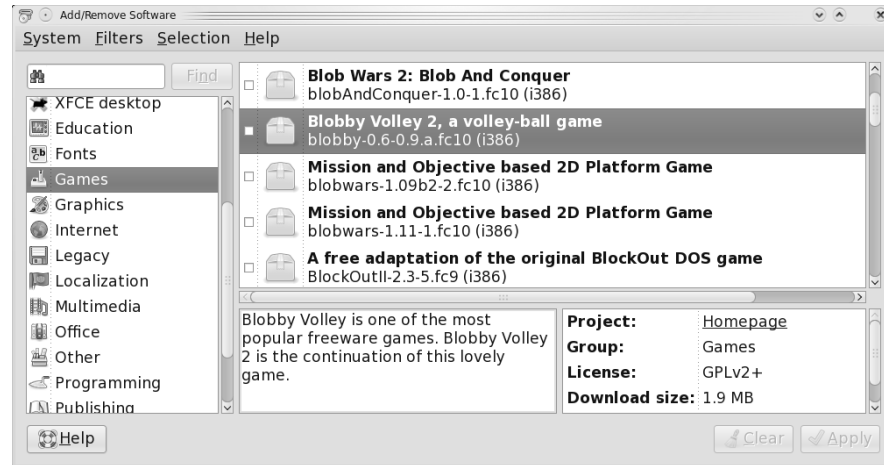 Add/Remove Software
System Filters Selection Help
Find
XFCE desktop
Education
Fonts
Games
Graphics
Internet
Legacy
Localization
Multimedia
Office
Other
Programming
Publishing
Blob Wars 2: Blob And Conquer
blobAndConquer-1.0-1.fc10 (i386)
Blobby Volley 2, a volley-ball game
blobby-0.6-0.9.a.fc10 (i386)
Mission and Objective based 2D Platform Game
blobwars-1.09b2-2.fc10 (i386)
Mission and Objective based 2D Platform Game
blobwars-1.11-1.fc10 (i386)
A free adaptation of the original BlockOut DOS game
BlockOutII-2.3-5.fc9 (i386)
Blobby Volley is one of the most
popular freeware games. Blobby Volley
2 is the continuation of this lovely
game.
Project: Homepage
Group: Games
License: GPLv2+
Download size: 1.9 MB
Help
Clear
Apply